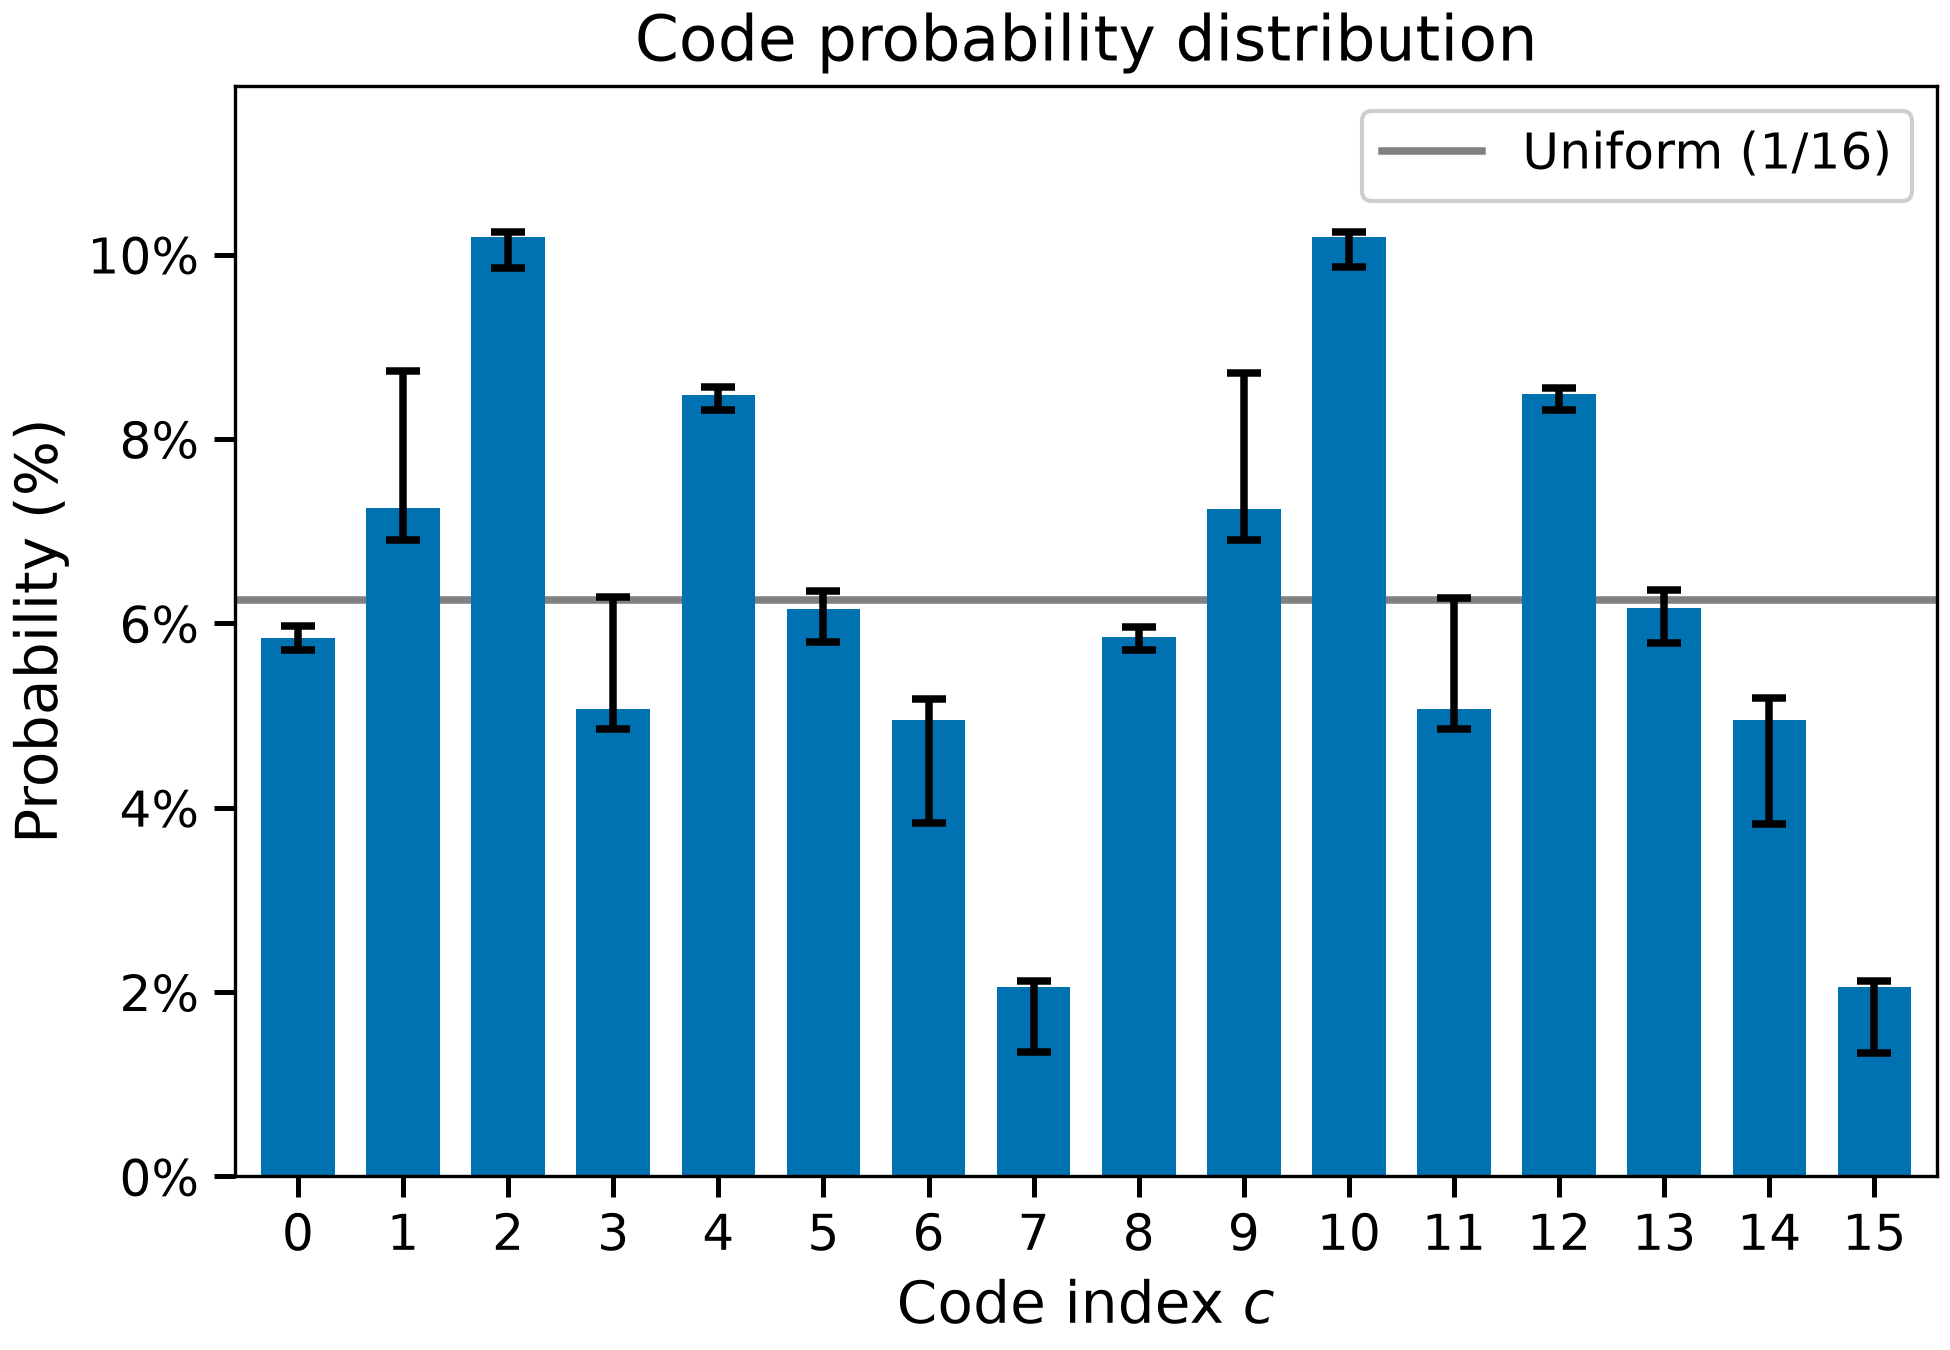 Code probability distribution
Uniform (1/16)
Probability (%)
10%
8%
6%
4%
2%
0%
0 1 2 3 4 5 6 7 8 9 10 11 12 13 14 15
Code index c